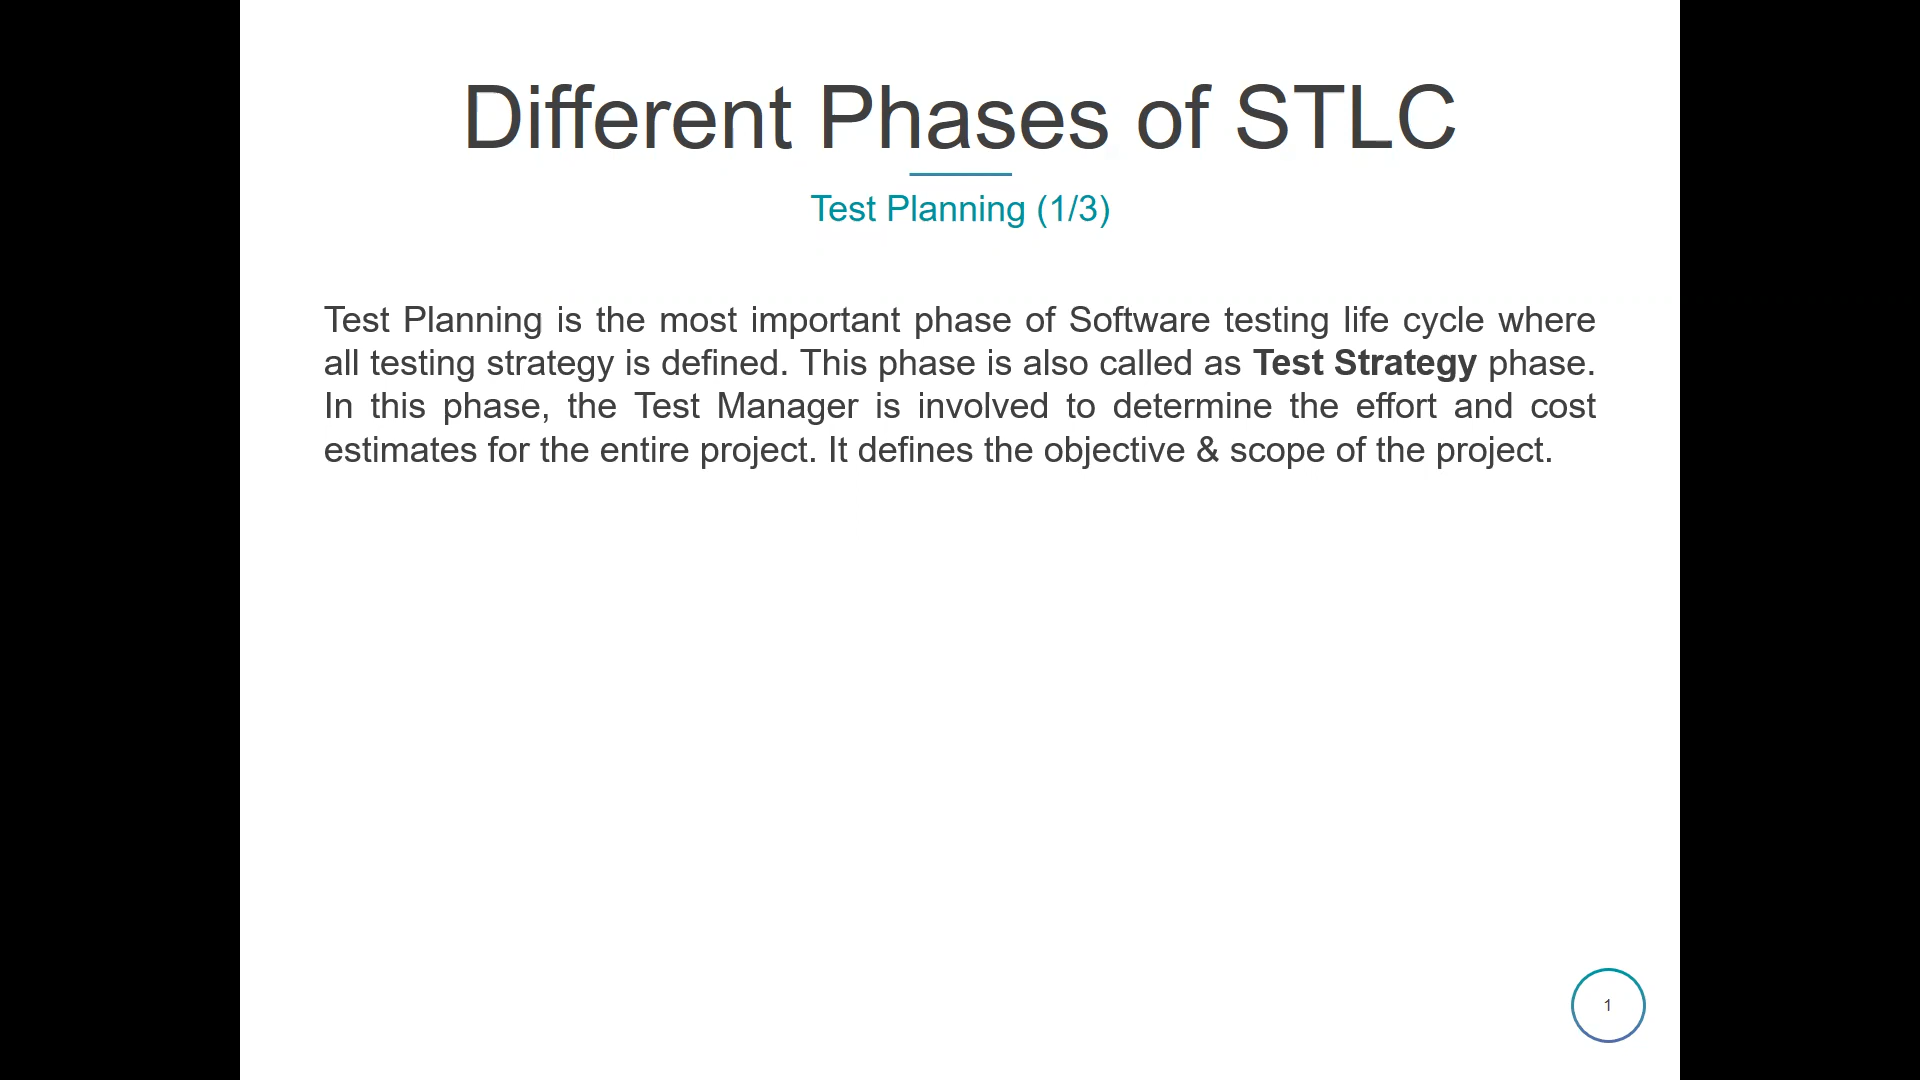 Different Phases of STLC
Test Planning (1/3)
Test Planning is the most important phase of Software testing life cycle where
all testing strategy is defined. This phase is also called as Test Strategy phase.
In this phase, the Test Manager is involved to determine the effort and cost
estimates for the entire project. It defines the objective & scope of the project.
1